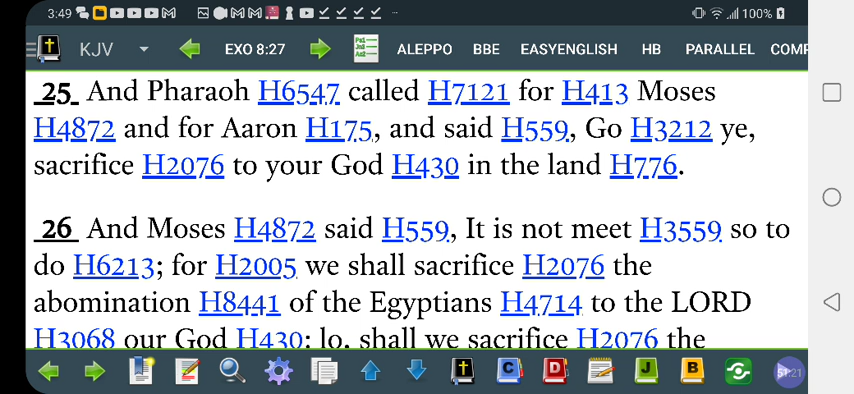 3:49 100%
KJV EXO 8:27 ALEPPO BBE EASYENGLISH HB PARALLEL COMP
25 And Pharaoh H6547 called H7121 for H413 Moses
H4872 and for Aaron H175, and said H559, Go H3212 ye,
sacrifice H2076 to your God H430 in the land H776.
26 And Moses H4872 said H559, It is not meet H3559 so to
do H6213; for H2005 we shall sacrifice H2076 the
abomination H8441 of the Egyptians H4714 to the LORD
H3068 our God H430: lo, shall we sacrifice H2076 the
C D J B 51:21